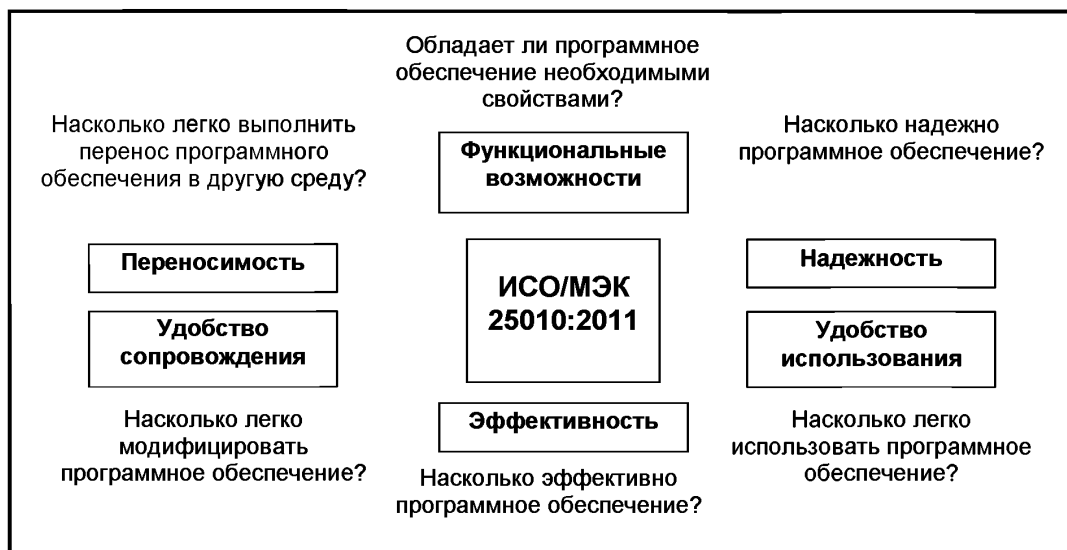 Обладает ли программное
обеспечение необходимыми
свойствами?
Насколько легко выполнить
перенос программного
обеспечения в другую среду?
Насколько надежно
программное обеспечение?
Функциональные
возможности
Переносимость
Надежность
ИСО/МЭК
25010:2011
Удобство
сопровождения
Удобство
использования
Эффективность
Насколько легко
модифицировать
программное обеспечение?
Насколько эффективно
программное обеспечение?
Насколько легко
использовать программное
обеспечение?